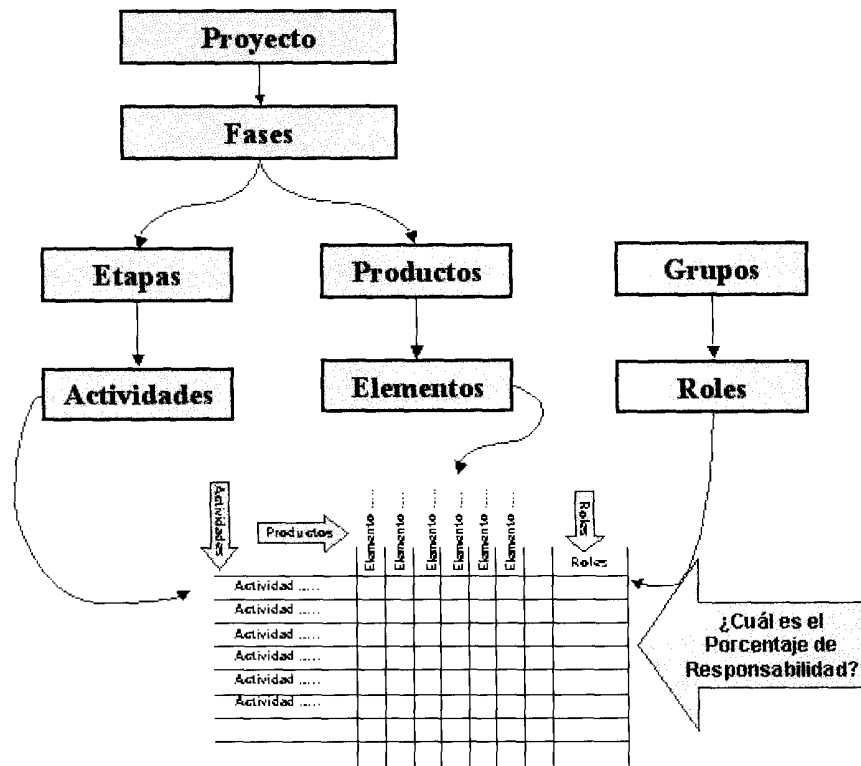 Proyecto
Fases
Etapas
Productos
Grupos
Actividades
Elementos
Roles
Actividades
Productos
Elemento .....
Elemento .....
Elemento .....
Elemento .....
Elemento .....
Elemento .....
Roles
Roles
Actividad .....
Actividad .....
Actividad .....
Actividad .....
Actividad .....
Actividad .....
¿Cuál es el
Porcentaje de
Responsabilidad?